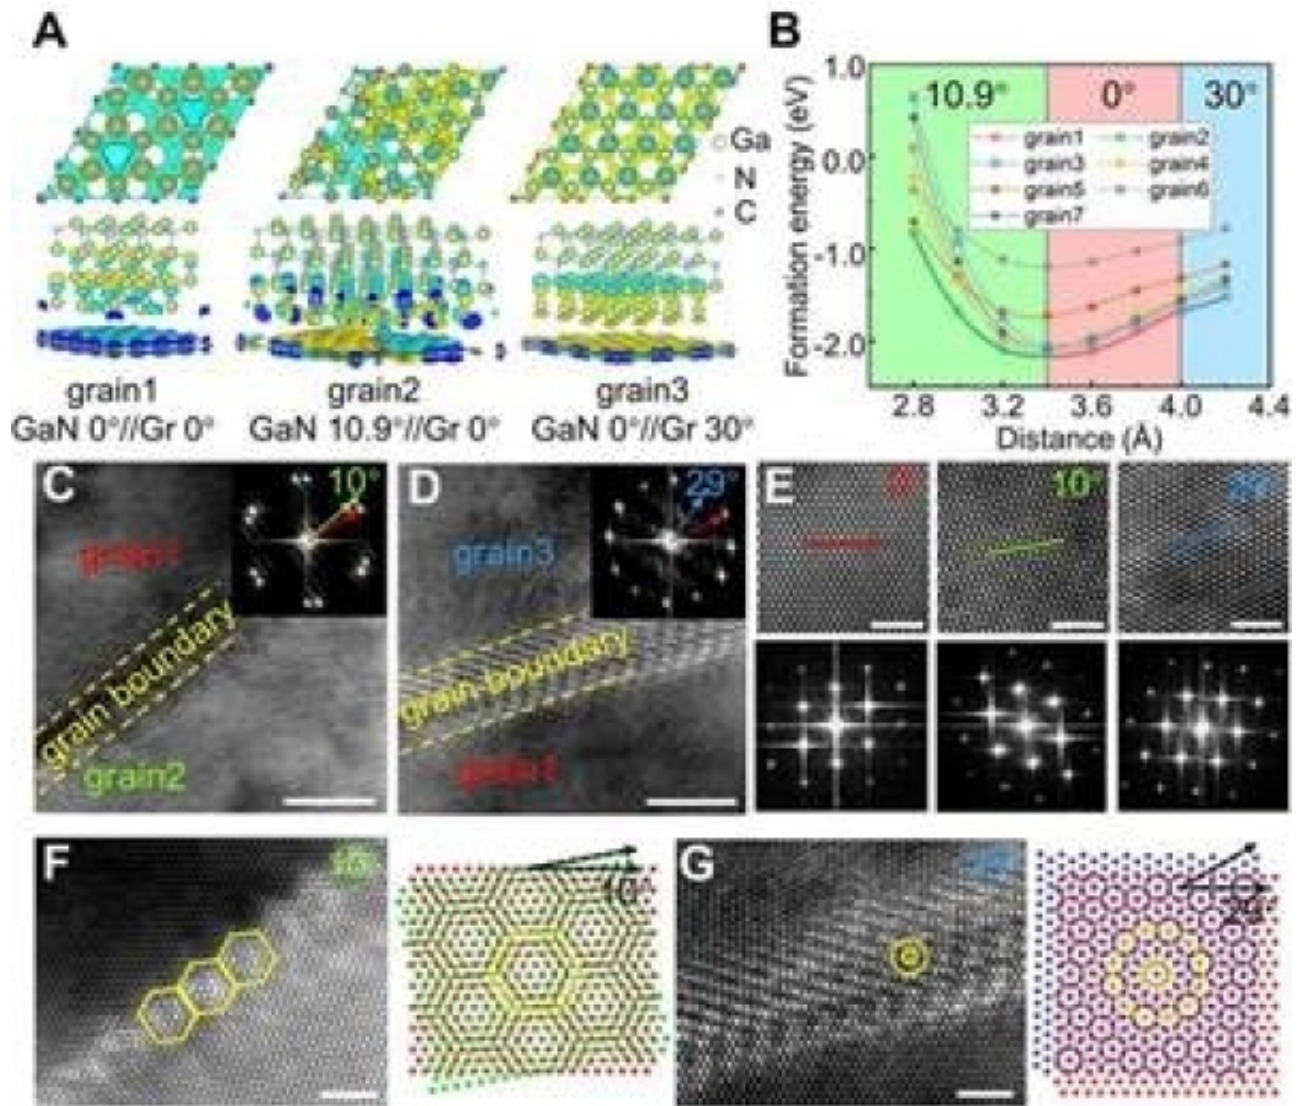 A
Ga
N
C
grain1
grain2
grain3
GaN 0°//Gr 0°
GaN 10.9°//Gr 0°
GaN 0°//Gr 30°
B
Formation energy (eV)
1.0
0.0
-1.0
-2.0
10.9°
0°
30°
grain1
grain2
grain3
grain4
grain5
grain6
grain7
2.8
3.2
3.6
4.0
4.4
Distance (Å)
C
10°
grain1
grain boundary
grain2
D
29°
grain3
grain boundary
grain1
E
10°
F
10°
G
29°